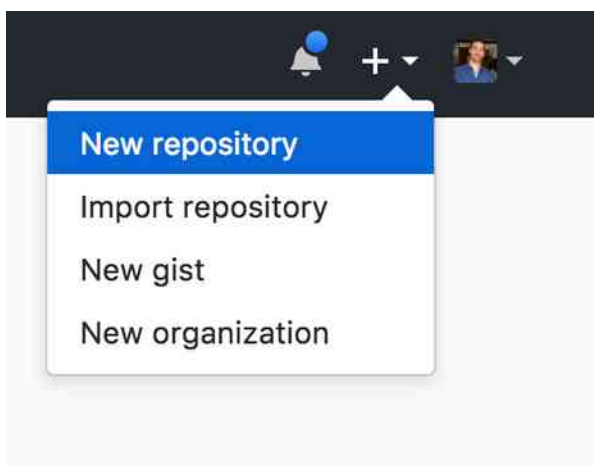 New repository
Import repository
New gist
New organization